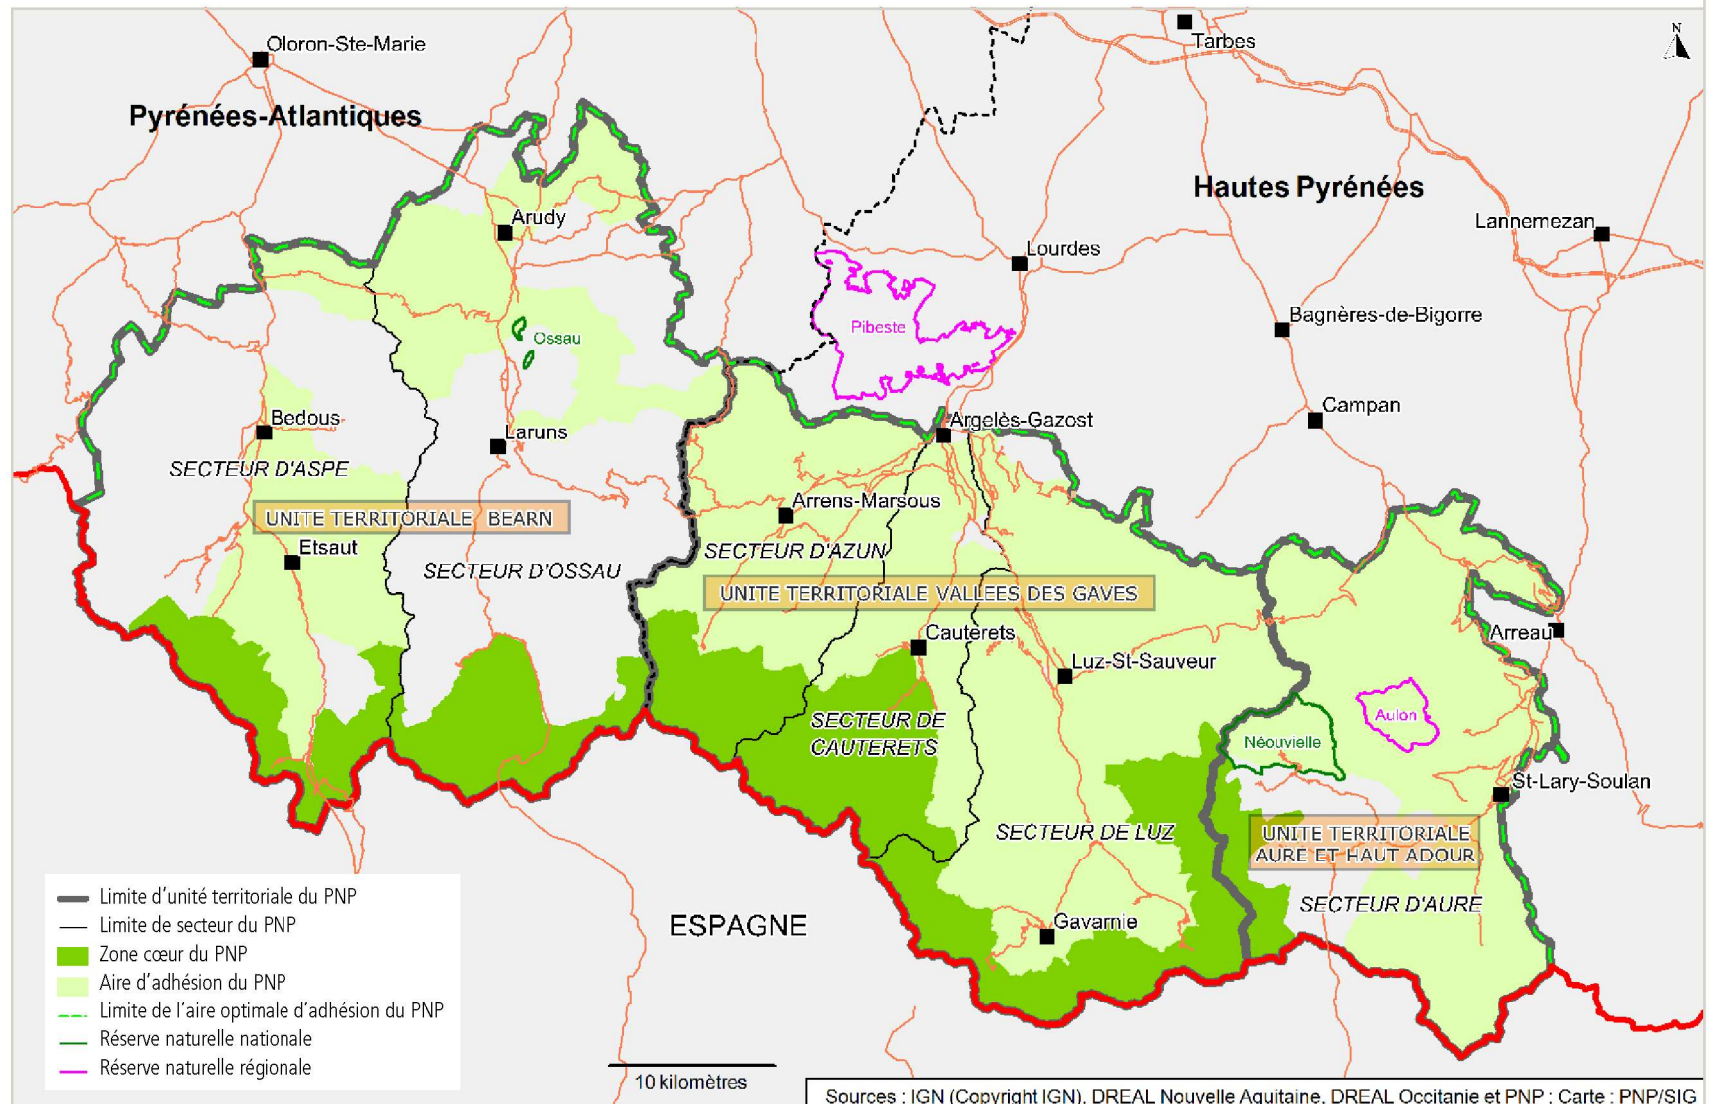 N
Oloron-Ste-Marie
Tarbes
Pyrénées-Atlantiques
Hautes Pyrénées
Arudy
Lannemezan
Lourdes
Bagnères-de-Bigorre
Pibeste
Ossau
Campan
Bedous
Argelès-Gazost
Laruns
SECTEUR D'ASPE
Arrens-Marsous
UNITE TERRITORIALE BEARN
Etsaut
SECTEUR D'AZUN
SECTEUR D'OSSAU
UNITE TERRITORIALE VALLEES DES GAVES
Cauterets
Arreau
Luz-St-Sauveur
SECTEUR DE
CAUTERETS
Aulon
Néouvielle
St-Lary-Soulan
SECTEUR DE LUZ
UNITE TERRITORIALE
AURE ET HAUT ADOUR
SECTEUR D'AURE
ESPAGNE
Gavarnie
Limite d'unité territoriale du PNP
Limite de secteur du PNP
Zone cœur du PNP
Aire d'adhésion du PNP
Limite de l'aire optimale d'adhésion du PNP
Réserve naturelle nationale
Réserve naturelle régionale
10 kilomètres
Sources : IGN (Copyright IGN), DREAL Nouvelle Aquitaine, DREAL Occitanie et PNP ; Carte : PNP/SIG